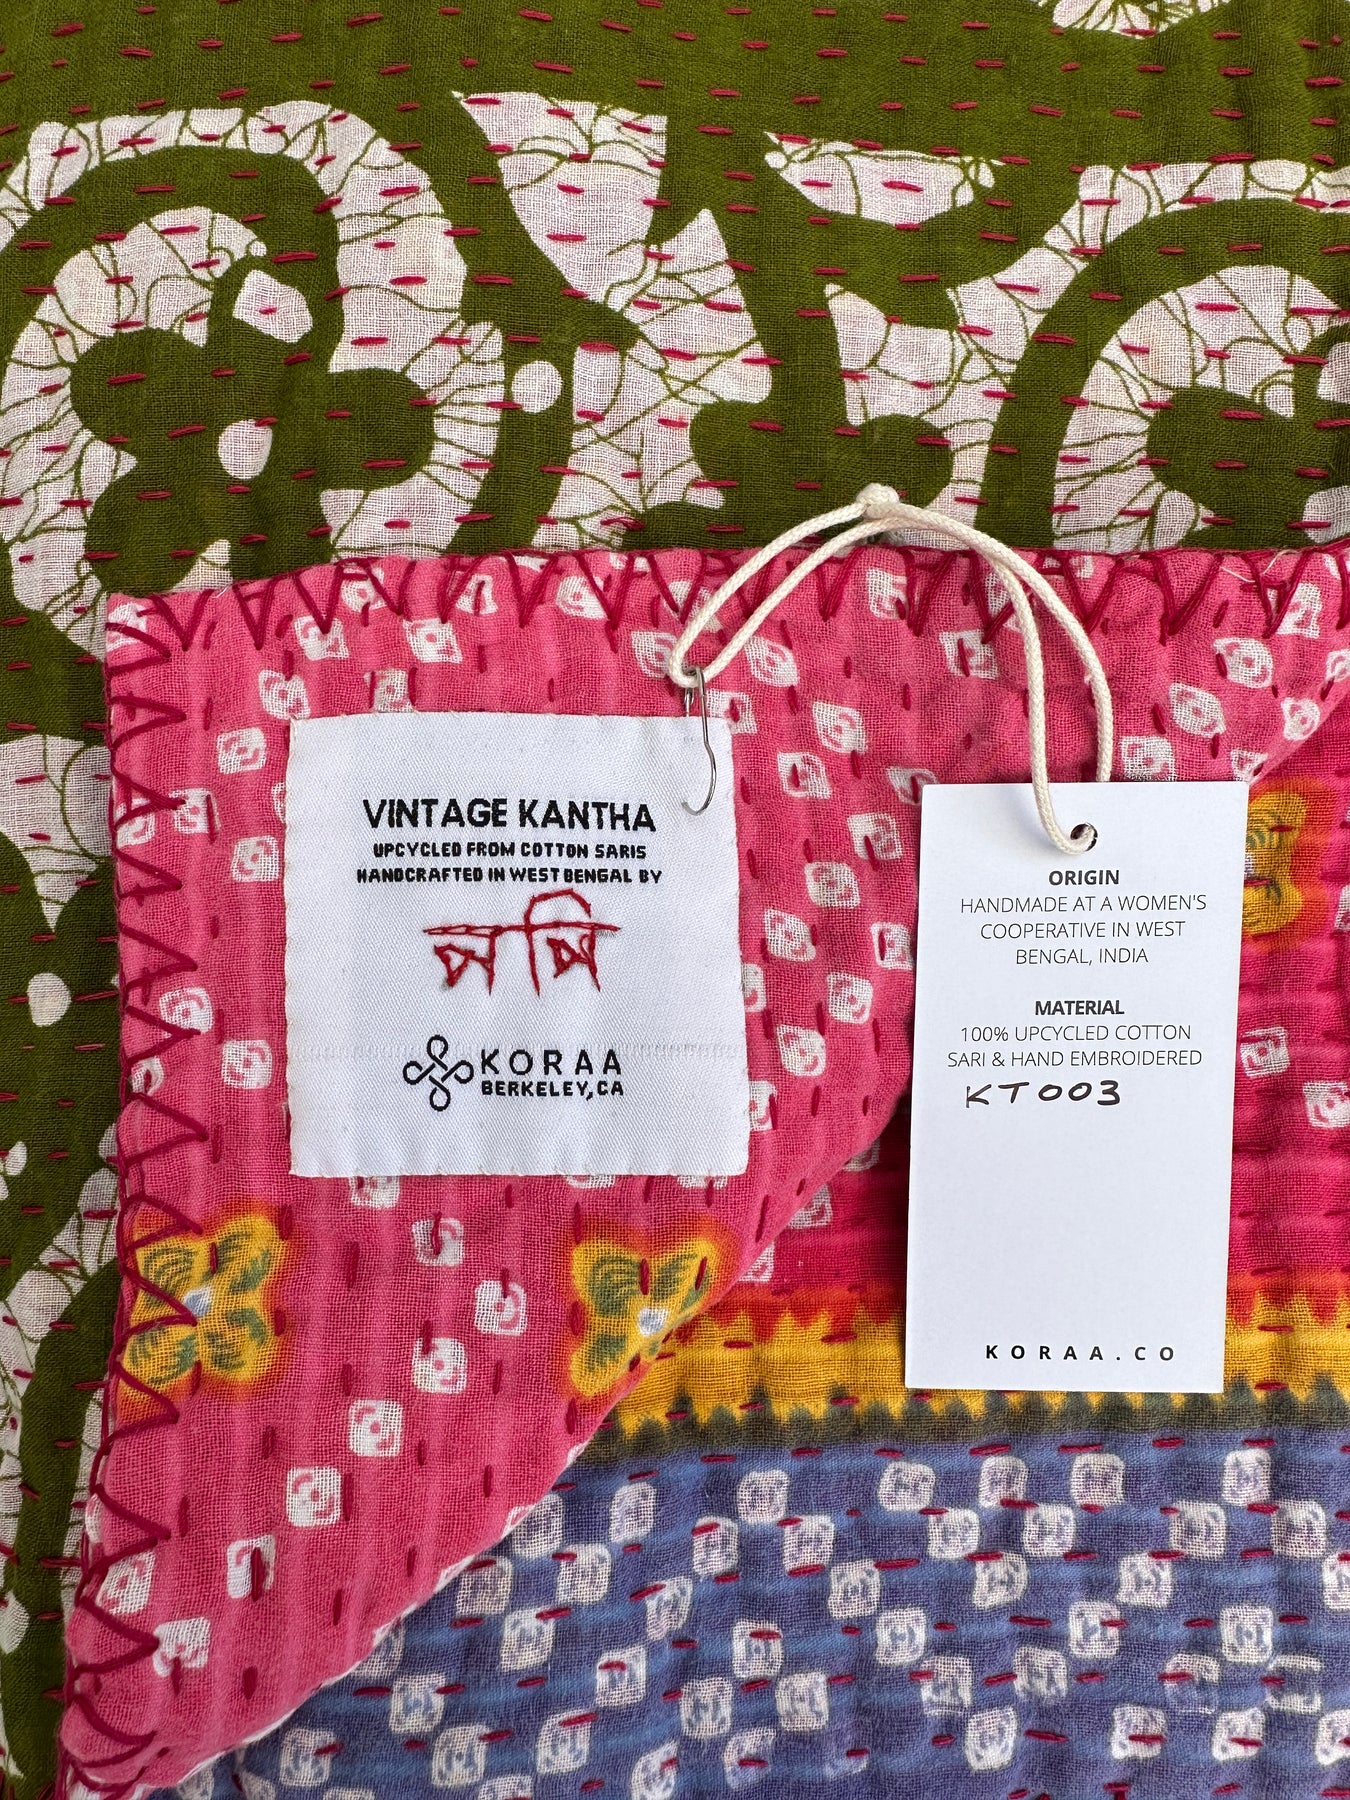 VINTAGE KANTHA
UPCYCLED FROM COTTON SARIS
HANDCRAFTED IN WEST BENGAL BY
KORAA
BERKELEY, CA
ORIGIN
HANDMADE AT A WOMEN'S
COOPERATIVE IN WEST
BENGAL, INDIA
MATERIAL
100% UPCYCLED COTTON
SARI & HAND EMBROIDERED
KT003
KORAA.CO